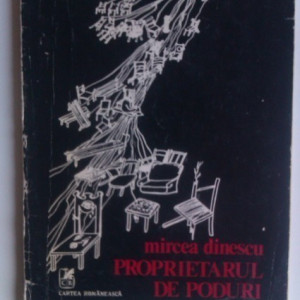 mircea dinescu
PROPRIETARUL
DE PODURI
CARTEA ROMÂNEASCĂ